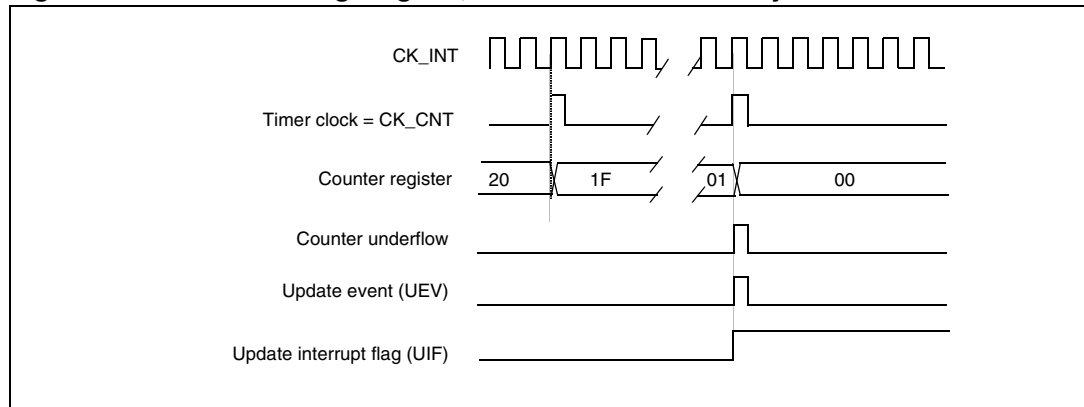 CK_INT
Timer clock = CK_CNT
Counter register 20 1F 01 00
Counter underflow
Update event (UEV)
Update interrupt flag (UIF)